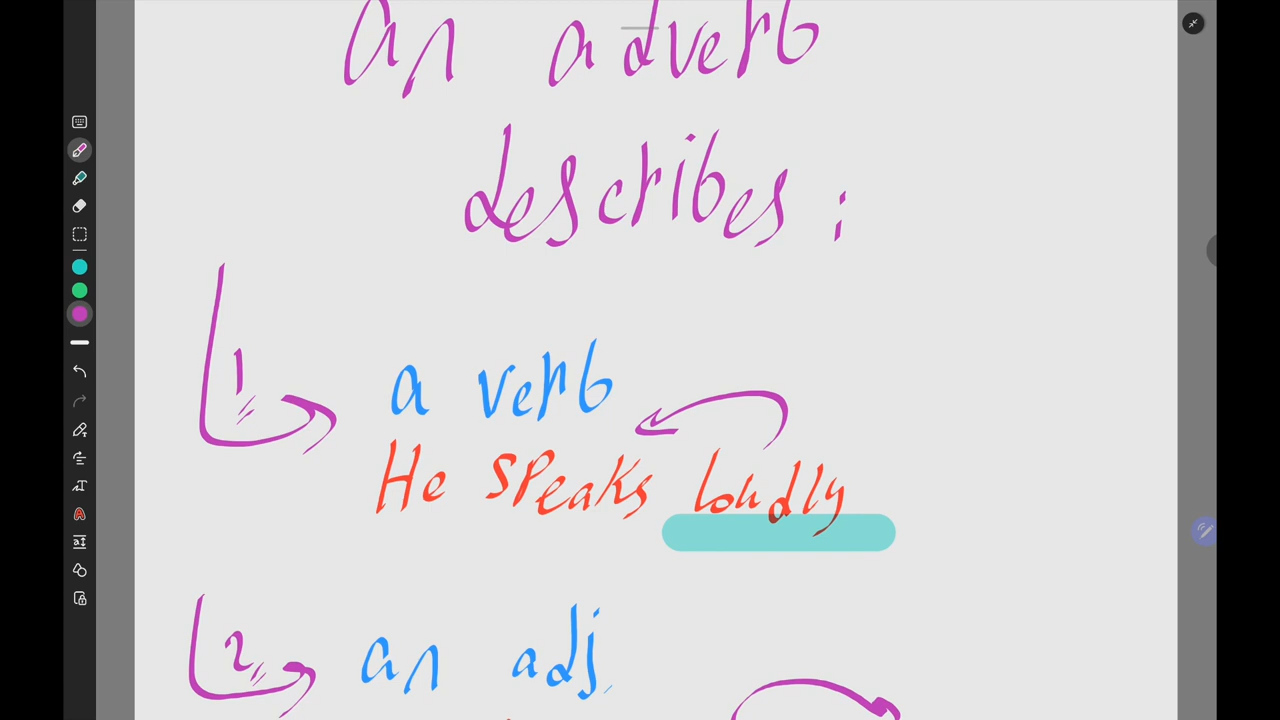 an adverb
describes :
1 a verb
He speaks loudly
2 an adj.